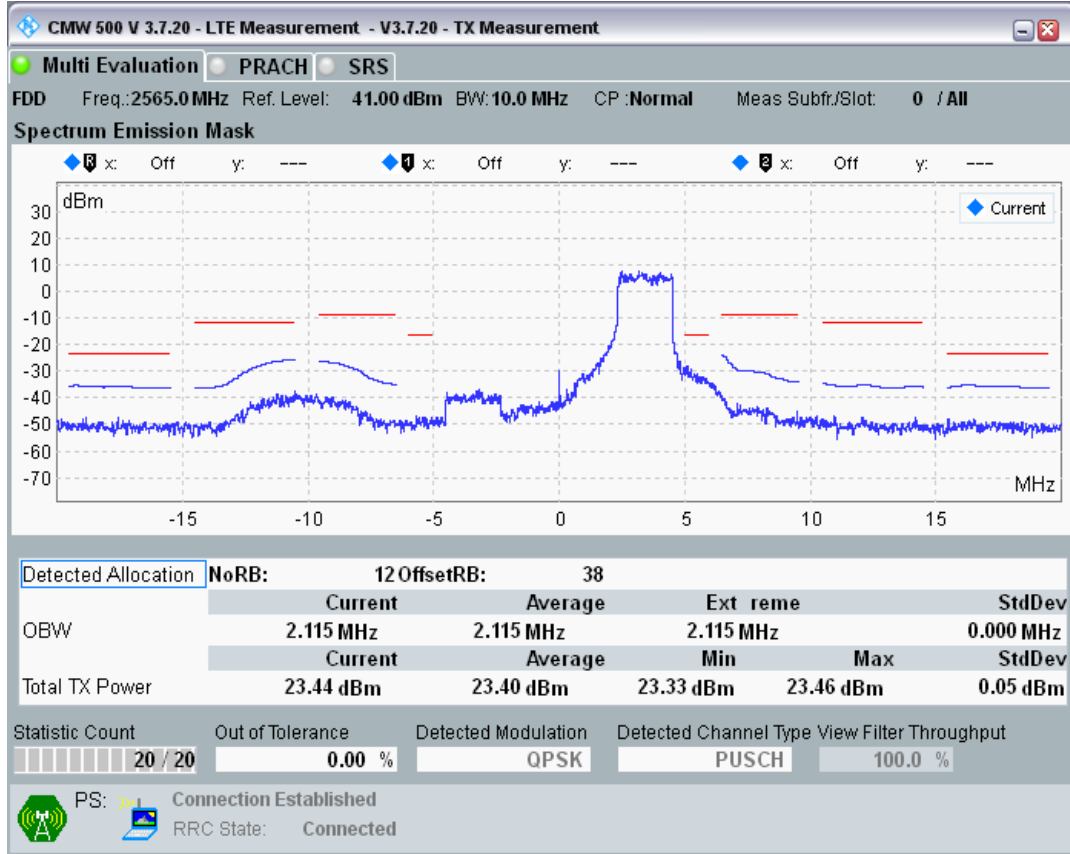 CMW 500 V 3.7.20 - LTE Measurement - V3.7.20 - TX Measurement
Multi Evaluation PRACH SRS
FDD Freq.:2565.0 MHz Ref. Level: 41.00 dBm BW: 10.0 MHz CP :Normal Meas Subfr./Slot: 0 / All
Spectrum Emission Mask
R x: Off y: --- 1 x: Off y: --- 2 x: Off y: ---
dBm
Current
30
20
10
0
-10
-20
-30
-40
-50
-60
-70
MHz
-15 -10 -5 0 5 10 15
Detected Allocation NoRB: 12 OffsetRB: 38
Current Average Ext reme StdDev
OBW 2.115 MHz 2.115 MHz 2.115 MHz 0.000 MHz
Current Average Min Max StdDev
Total TX Power 23.44 dBm 23.40 dBm 23.33 dBm 23.46 dBm 0.05 dBm
Statistic Count Out of Tolerance Detected Modulation Detected Channel Type View Filter Throughput
20 / 20 0.00 % QPSK PUSCH 100.0 %
PS: Connection Established
RRC State: Connected